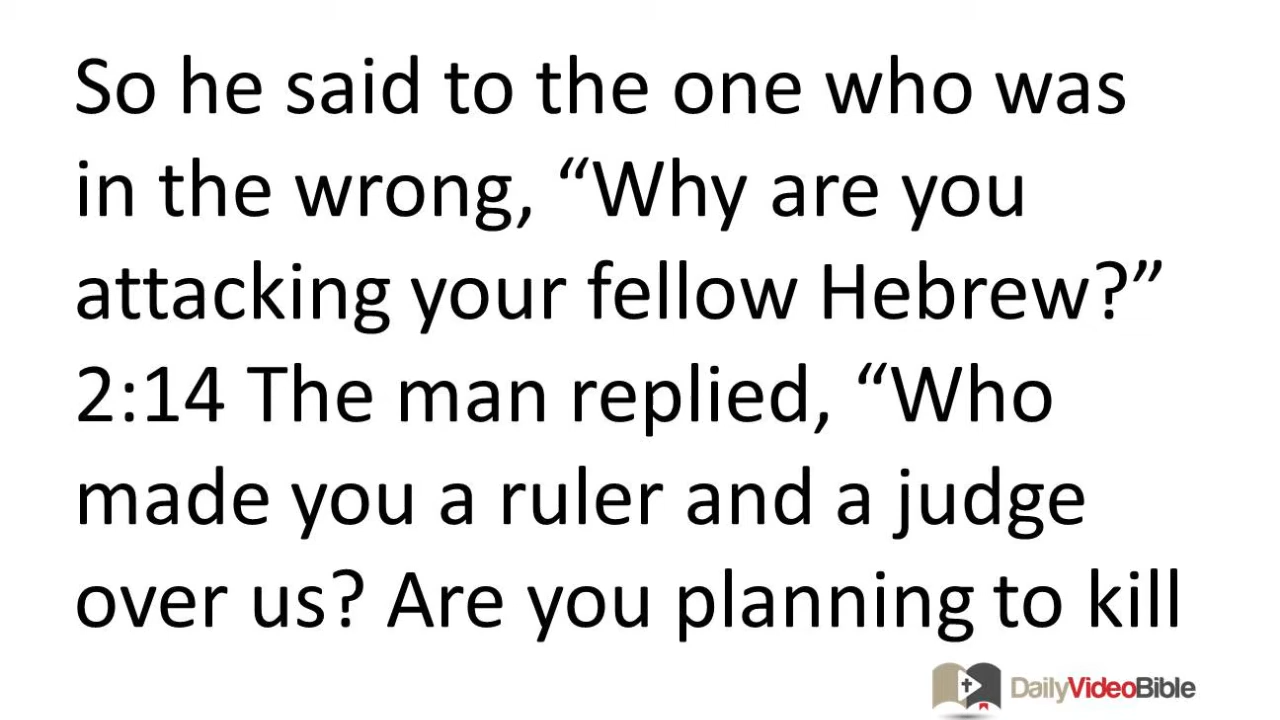 So he said to the one who was
in the wrong, “Why are you
attacking your fellow Hebrew?”
2:14 The man replied, “Who
made you a ruler and a judge
over us? Are you planning to kill
DailyVideoBible